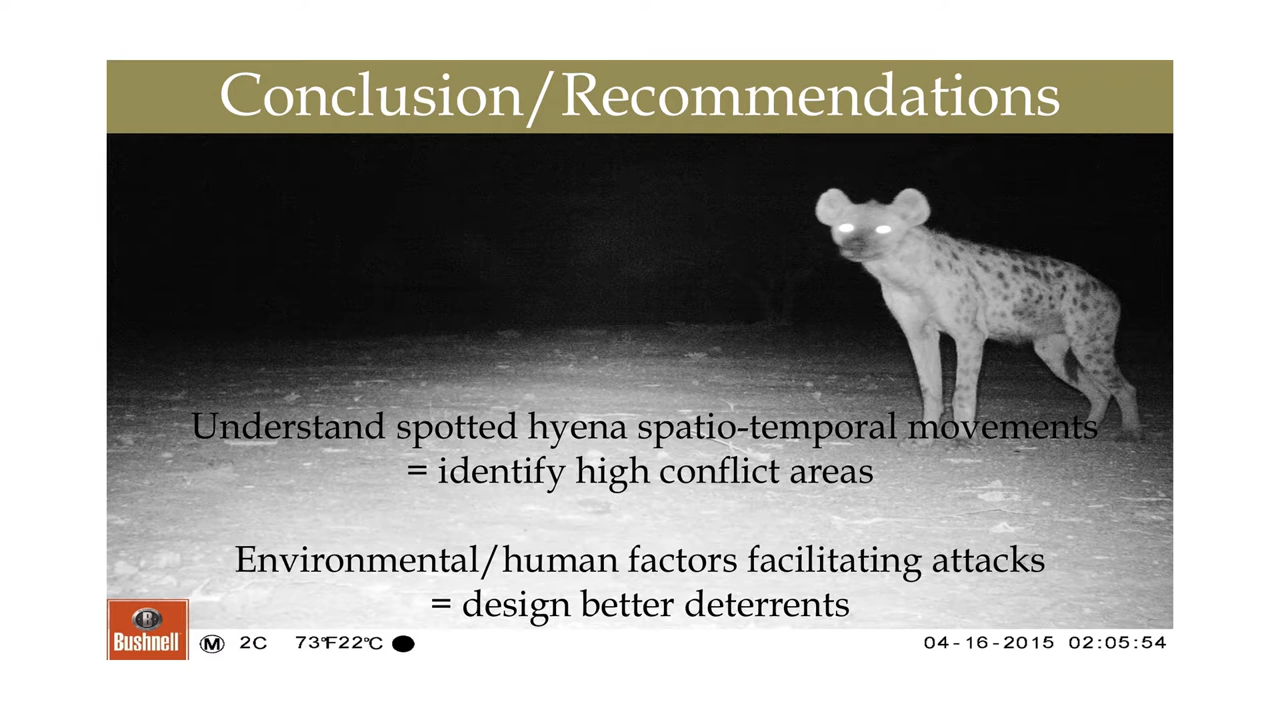 Conclusion/Recommendations
Understand spotted hyena spatio-temporal movements
= identify high conflict areas
Environmental/human factors facilitating attacks
= design better deterrents
B
Bushnell
M 2C 73°F22°C 04-16-2015 02:05:54